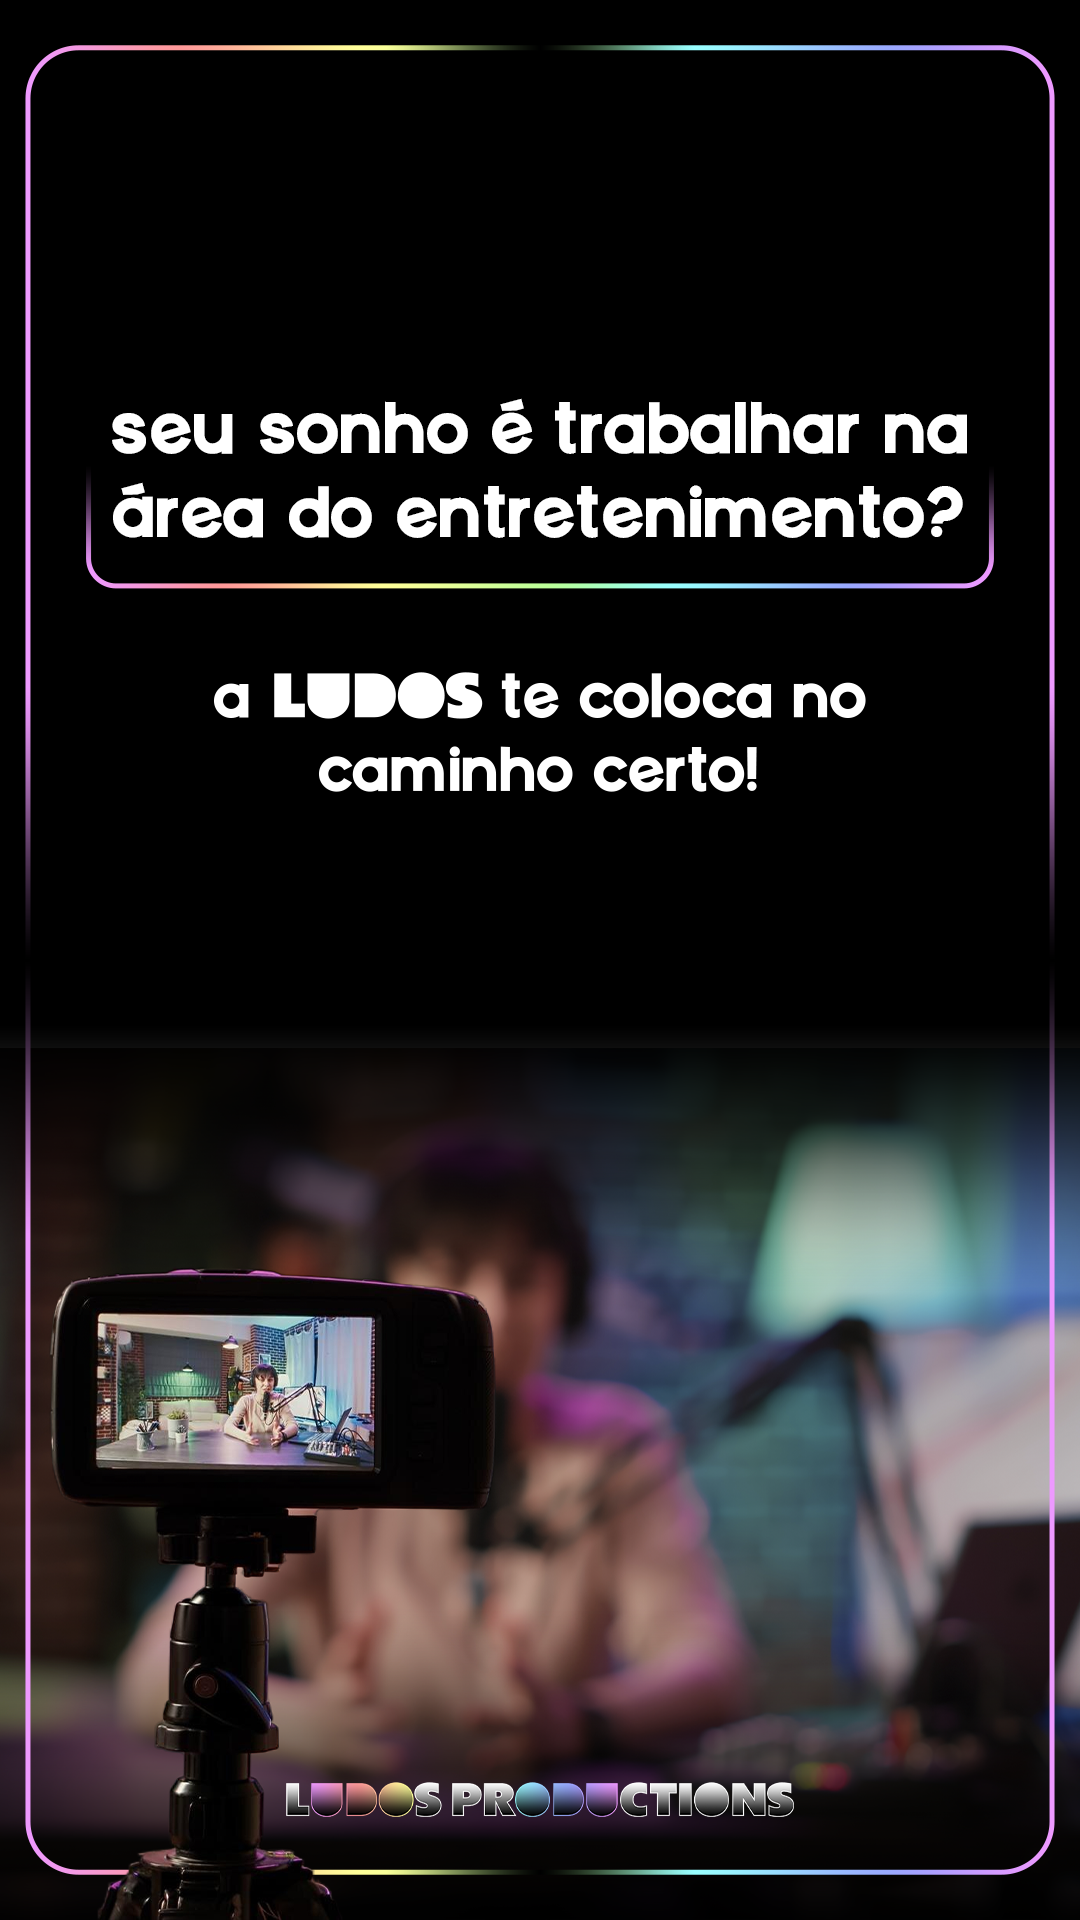 seu sonho é trabalhar na
área do entretenimento?
a LUDOS te coloca no
caminho certo!
LUDOS PRODUCTIONS